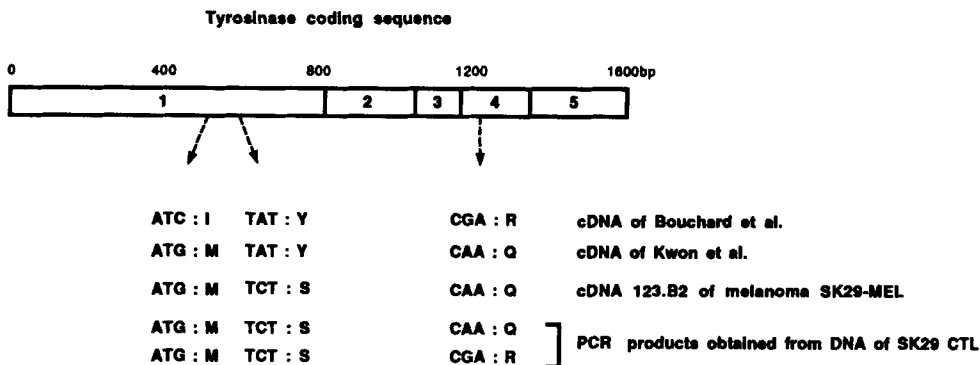 Tyrosinase coding sequence
0 400 800 1200 1600bp
1 2 3 4 5
ATC : I TAT : Y CGA : R cDNA of Bouchard et al.
ATG : M TAT : Y CAA : Q cDNA of Kwon et al.
ATG : M TCT : S CAA : Q cDNA 123.B2 of melanoma SK29-MEL
ATG : M TCT : S CAA : Q
PCR products obtained from DNA of SK29 CTL
ATG : M TCT : S CGA : R